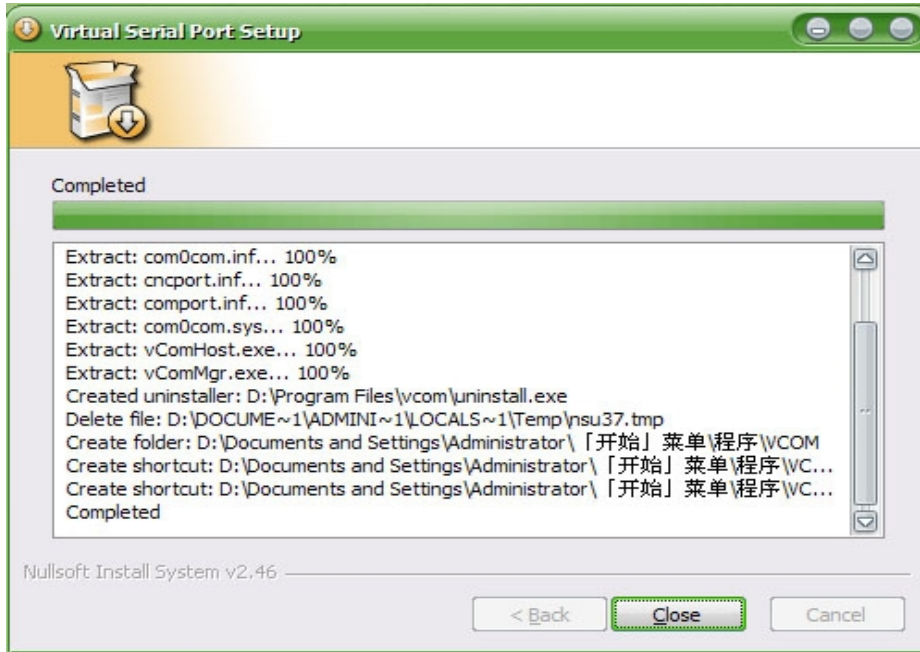 Virtual Serial Port Setup
Completed
Extract: com0com.inf... 100%
Extract: cncport.inf... 100%
Extract: comport.inf... 100%
Extract: com0com.sys... 100%
Extract: vComHost.exe... 100%
Extract: vComMgr.exe... 100%
Created uninstaller: D:\Program Files\vcom\uninstall.exe
Delete file: D:\DOCUME~1\ADMINI~1\LOCALS~1\Temp\nsu37.tmp
Create folder: D:\Documents and Settings\Administrator\「开始」菜单\程序\VCOM
Create shortcut: D:\Documents and Settings\Administrator\「开始」菜单\程序\VC...
Create shortcut: D:\Documents and Settings\Administrator\「开始」菜单\程序\VC...
Completed
Nullsoft Install System v2.46
< Back Close Cancel